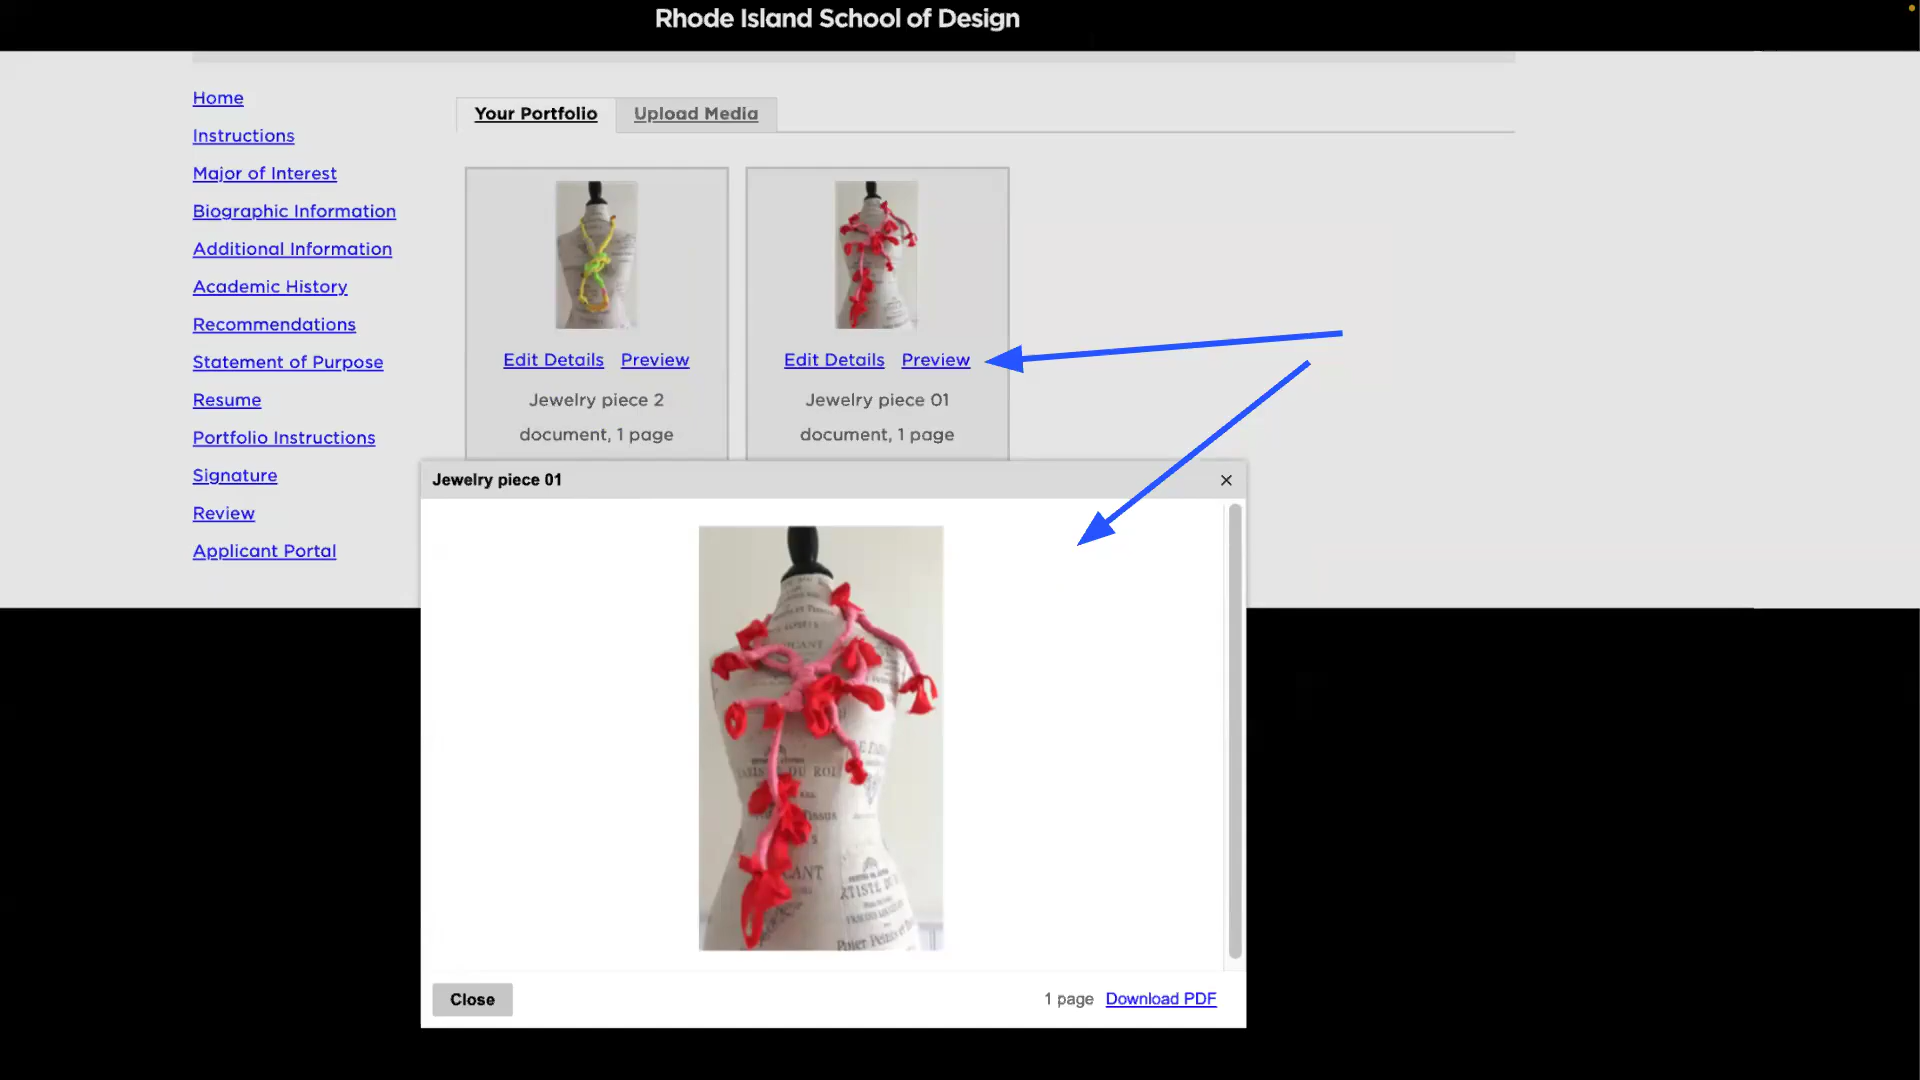 Rhode Island School of Design
Home
Instructions
Major of Interest
Biographic Information
Additional Information
Academic History
Recommendations
Statement of Purpose
Resume
Portfolio Instructions
Signature
Review
Applicant Portal
Your Portfolio Upload Media
Edit Details Preview
Jewelry piece 2
document, 1 page
Edit Details Preview
Jewelry piece 01
document, 1 page
Jewelry piece 01 ×
DU ROI
Close
1 page Download PDF